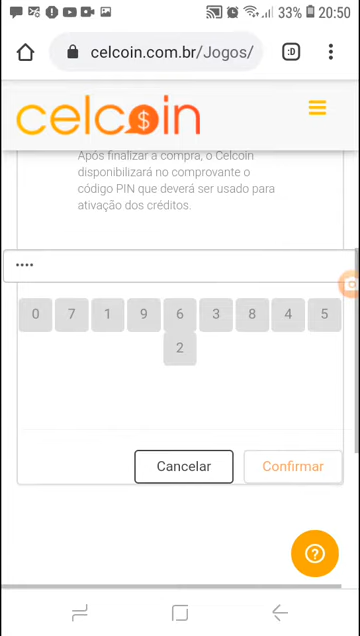 33% 20:50
celcoin.com.br/Jogos/
:D
celcoin
$
Após finalizar a compra, o Celcoin
disponibilizará no comprovante o
código PIN que deverá ser usado para
ativação dos créditos.
••••
0 7 1 9 6 3 8 4 5
2
Cancelar Confirmar
?